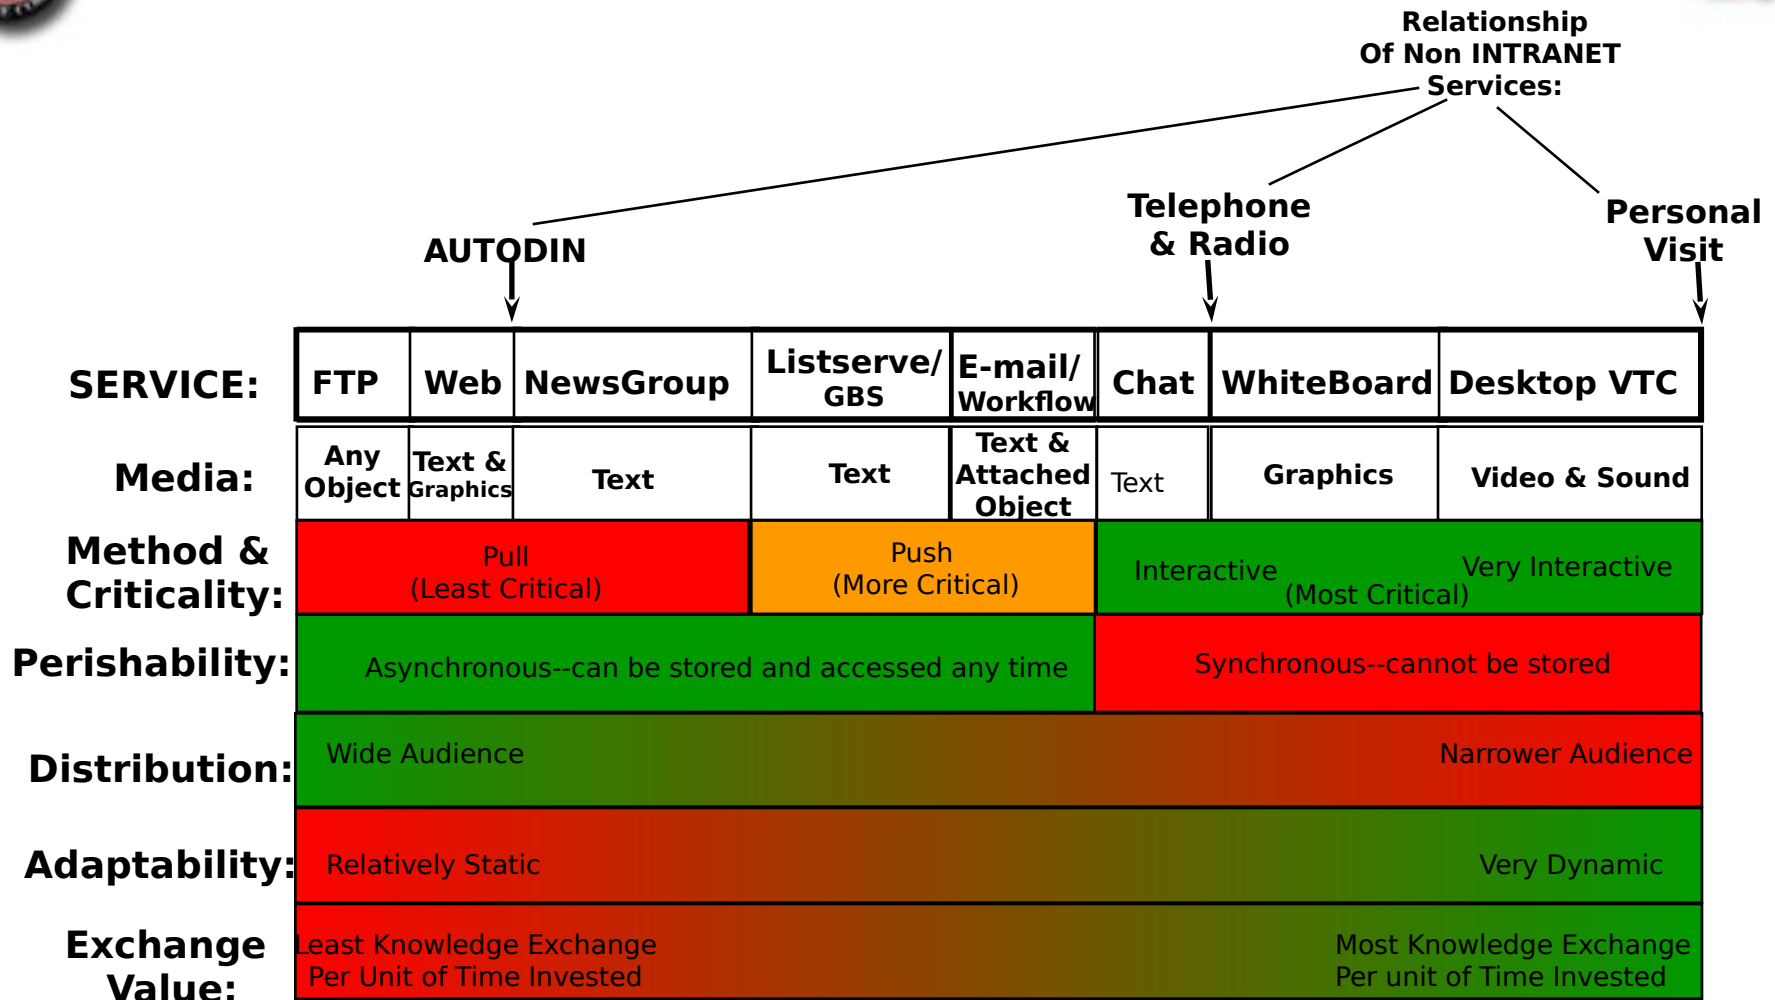 Relationship
Of Non INTRANET
Services:
Telephone
& Radio
Personal
Visit
AUTODIN
SERVICE:
FTP
Web
NewsGroup
Listserve/
GBS
E-mail/
Workflow
Chat
WhiteBoard
Desktop VTC
Media:
Any
Object
Text &
Graphics
Text
Text
Text &
Attached
Object
Text
Graphics
Video & Sound
Method &
Criticality:
Pull
(Least Critical)
Push
(More Critical)
Interactive
Very Interactive
(Most Critical)
Perishability:
Asynchronous--can be stored and accessed any time
Synchronous--cannot be stored
Distribution:
Wide Audience
Narrower Audience
Adaptability:
Relatively Static
Very Dynamic
Exchange
Value:
Least Knowledge Exchange
Per Unit of Time Invested
Most Knowledge Exchange
Per unit of Time Invested